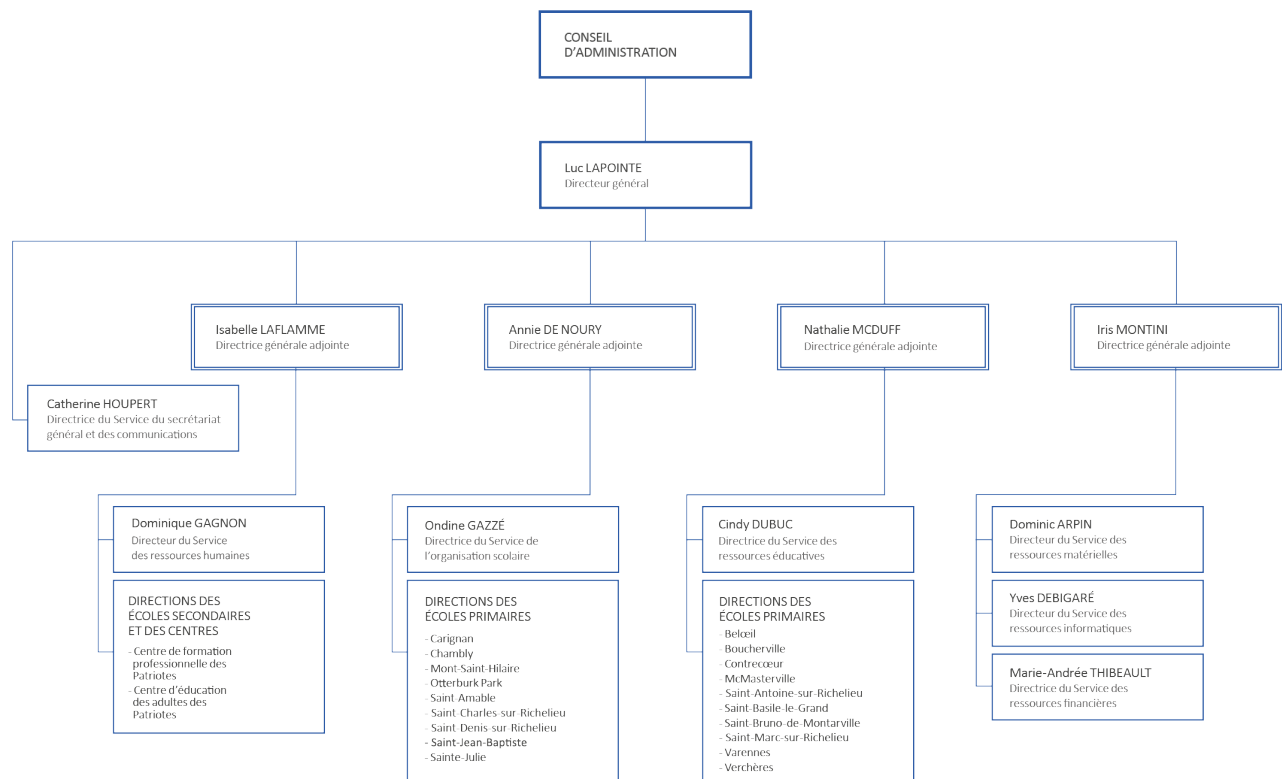 CONSEIL
D'ADMINISTRATION
Luc LAPOINTE
Directeur général
Isabelle LAFLAMME
Directrice générale adjointe
Annie DE NOURY
Directrice générale adjointe
Nathalie MCDUFF
Directrice générale adjointe
Iris MONTINI
Directrice générale adjointe
Catherine HOUPERT
Directrice du Service du secrétariat
général et des communications
Dominique GAGNON
Directeur du Service
des ressources humaines
DIRECTIONS DES
ÉCOLES SECONDAIRES
ET DES CENTRES
- Centre de formation
professionnelle des
Patriotes
- Centre d'éducation
des adultes des
Patriotes
Ondine GAZZÉ
Directrice du Service de
l'organisation scolaire
DIRECTIONS DES
ÉCOLES PRIMAIRES
- Carignan
- Chambly
- Mont-Saint-Hilaire
- Otterburk Park
- Saint-Amable
- Saint-Charles-sur-Richelieu
- Saint-Denis-sur-Richelieu
- Saint-Jean-Baptiste
- Sainte-Julie
Cindy DUBUC
Directrice du Service des
ressources éducatives
DIRECTIONS DES
ÉCOLES PRIMAIRES
- Belœil
- Boucherville
- Contrecœur
- McMasterville
- Saint-Antoine-sur-Richelieu
- Saint-Basile-le-Grand
- Saint-Bruno-de-Montarville
- Saint-Marc-sur-Richelieu
- Varennes
- Verchères
Dominic ARPIN
Directeur du Service des
ressources matérielles
Yves DEBIGARÉ
Directeur du Service des
ressources informatiques
Marie-Andrée THIBEAULT
Directrice du Service des
ressources financières